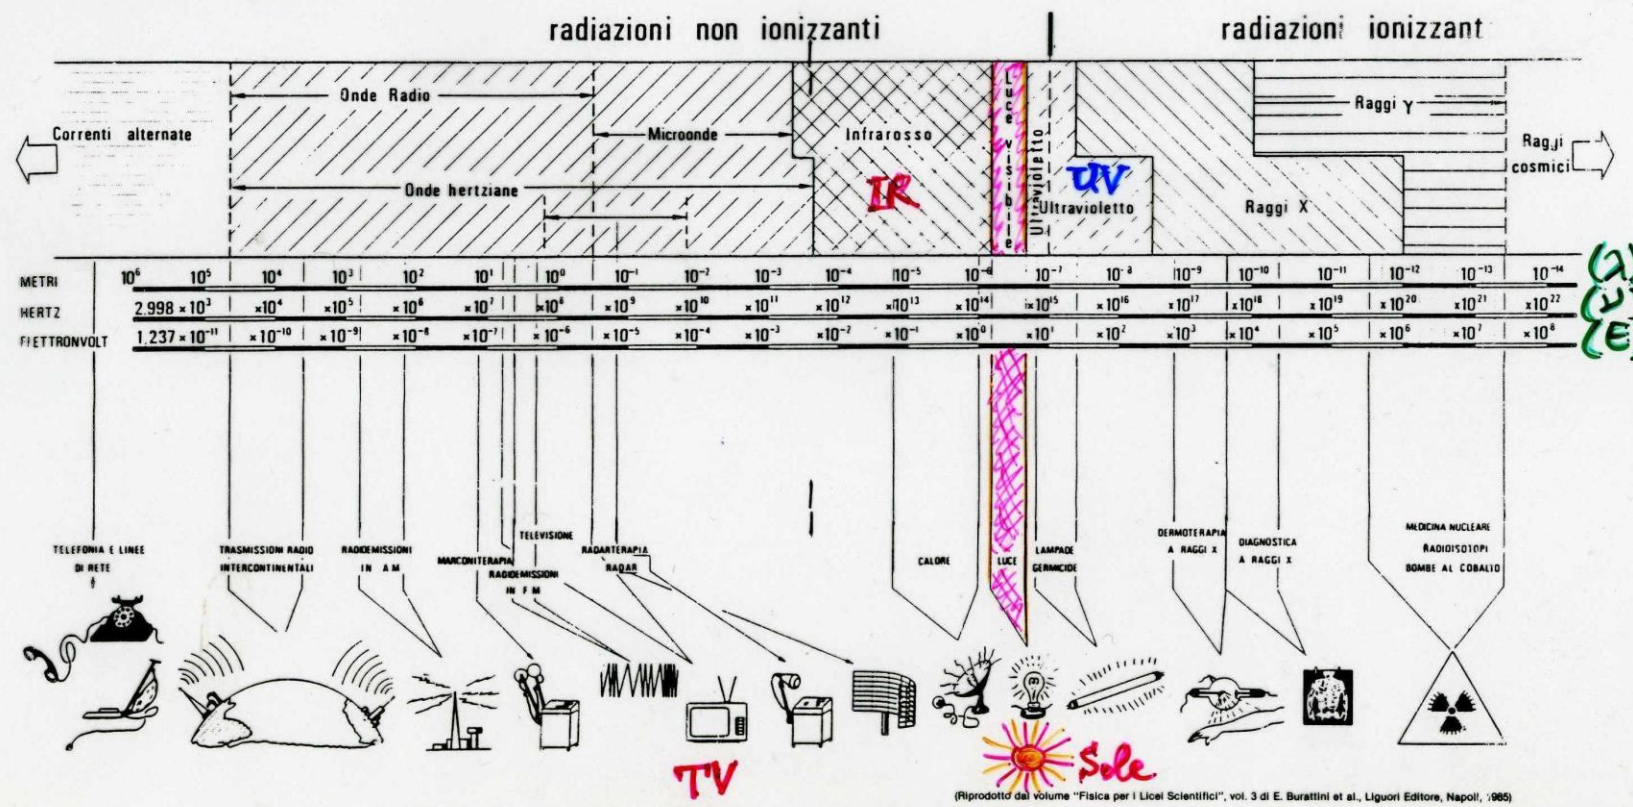 radiazioni non ionizzanti radiazioni ionizzant
Onde Radio
Microonde
Onde hertziane
Correnti alternate
Infrarosso
IR
Luce visibile
Ultravioletto
UV
Ultravioletto
Raggi X
Raggi γ
Raggi
cosmici
METRI 10⁶ 10⁵ 10⁴ 10³ 10² 10¹ 10⁰ 10⁻¹ 10⁻² 10⁻³ 10⁻⁴ 10⁻⁵ 10⁻⁶ 10⁻⁷ 10⁻⁸ 10⁻⁹ 10⁻¹⁰ 10⁻¹¹ 10⁻¹² 10⁻¹³ 10⁻¹⁴
HERTZ 2.998 × 10³ ×10⁴ ×10⁵ ×10⁶ ×10⁷ ×10⁸ ×10⁹ ×10¹⁰ ×10¹¹ ×10¹² ×10¹³ ×10¹⁴ ×10¹⁵ ×10¹⁶ ×10¹⁷ ×10¹⁸ ×10¹⁹ ×10²⁰ ×10²¹ ×10²²
ELETTRONVOLT 1.237 × 10⁻¹¹ ×10⁻¹⁰ ×10⁻⁹ ×10⁻⁸ ×10⁻⁷ ×10⁻⁶ ×10⁻⁵ ×10⁻⁴ ×10⁻³ ×10⁻² ×10⁻¹ ×10⁰ ×10¹ ×10² ×10³ ×10⁴ ×10⁵ ×10⁶ ×10⁷ ×10⁸
(E)
TELEFONIA E LINEE
DI RETE
TRASMISSIONI RADIO
INTERCONTINENTALI
RADIOEMISSIONI
IN AM
MARCONITERAPIA
TELEVISIONE
RADIOEMISSIONI
IN FM
RADARTERAPIA
RADAR
CALORE
LUCE
LAMPADE
GERMICIDE
DERMOTERAPIA
A RAGGI X
DIAGNOSTICA
A RAGGI X
MEDICINA NUCLEARE
RADIOISOTOPI
BOMBE AL COBALTO
TV
Sole
(Riprodotto dal volume "Fisica per i Licei Scientifici", vol. 3 di E. Burattini et al., Liguori Editore, Napoli, 1985)